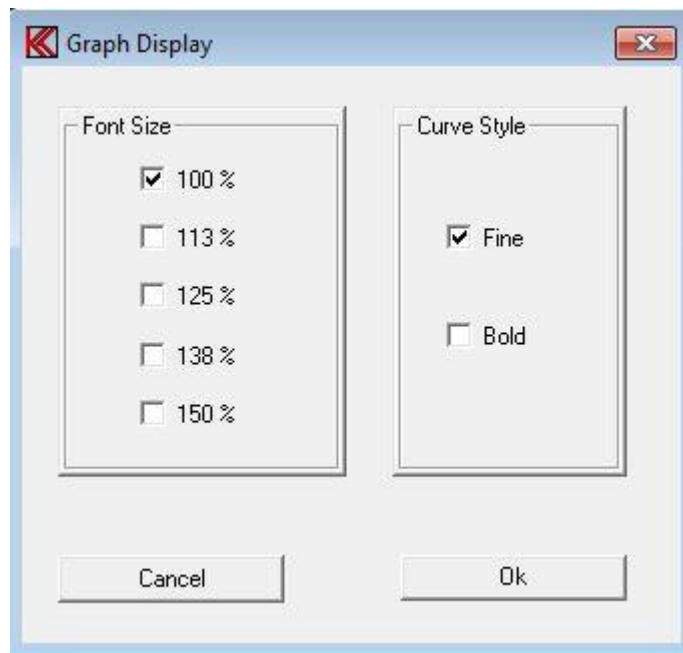 Graph Display
Font Size
100 %
113 %
125 %
138 %
150 %
Curve Style
Fine
Bold
Cancel
Ok